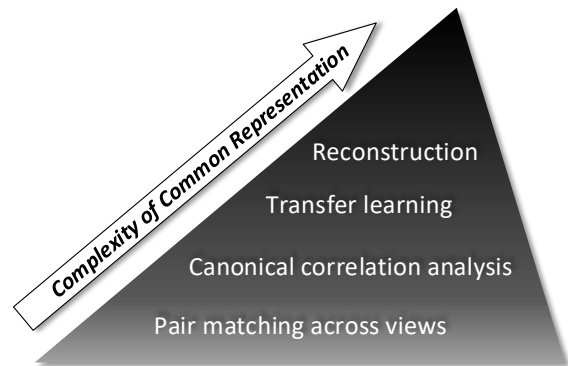 Complexity of Common Representation
Reconstruction
Transfer learning
Canonical correlation analysis
Pair matching across views